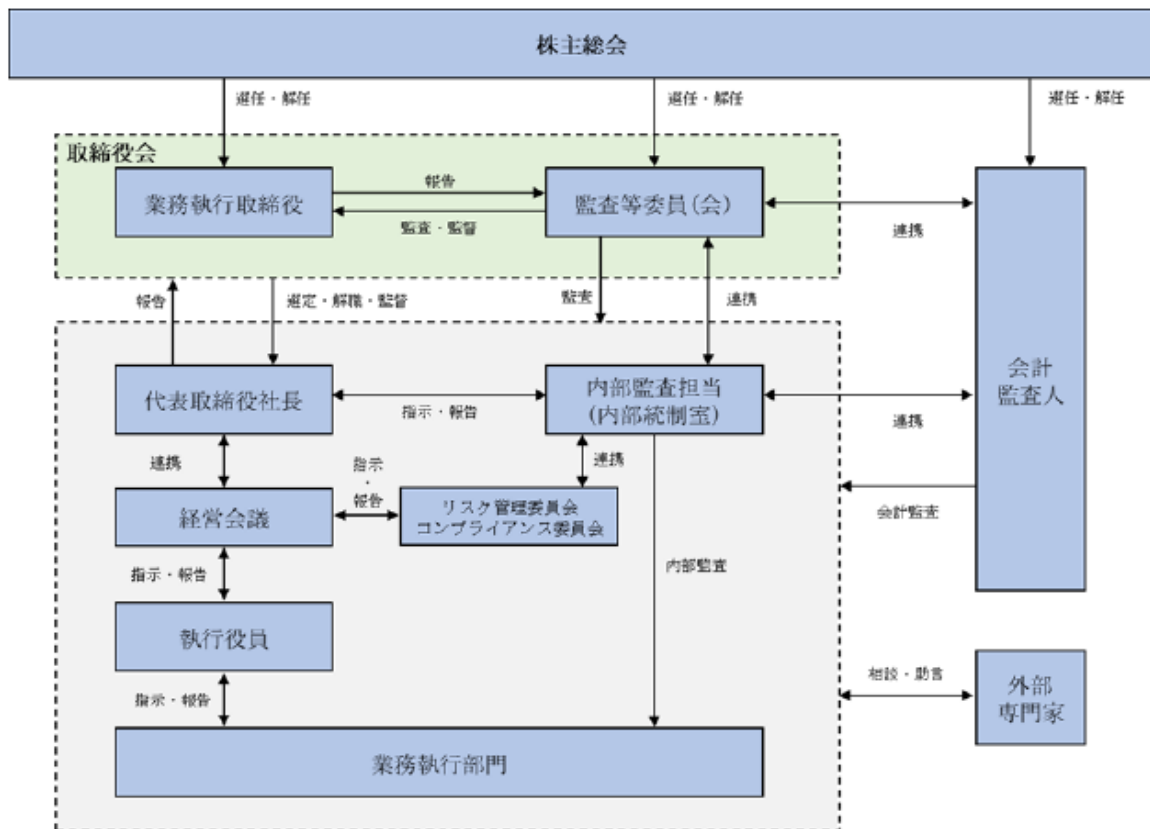 株主総会
選任・解任
選任・解任
選任・解任
取締役会
業務執行取締役
報告
監査・監督
監査等委員(会)
連携
報告
選定・解職・監督
監査
連携
代表取締役社長
指示・報告
内部監査担当
(内部統制室)
連携
会計
監査人
連携
指示
・
報告
連携
経営会議
リスク管理委員会
コンプライアンス委員会
会計監査
指示・報告
内部監査
執行役員
指示・報告
相談・助言
外部
専門家
業務執行部門